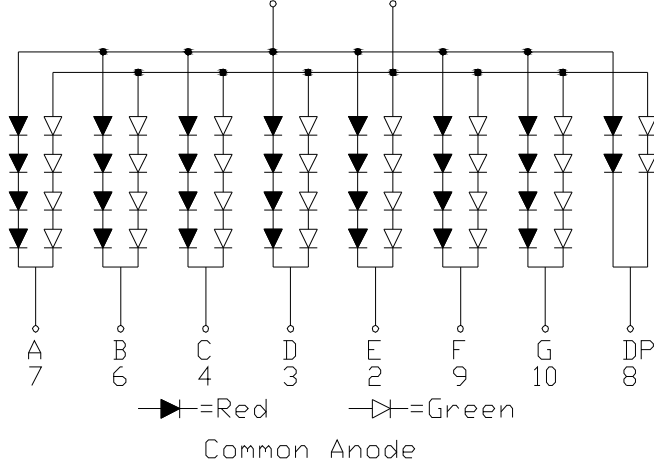 A B C D E F G DP
7 6 4 3 2 9 10 8
=Red =Green
Common Anode